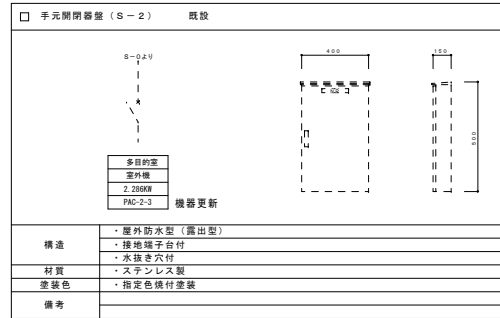 □ 手元開閉器盤（S-2） 既設
S-0より
400
150
600
多目的室
室外機
2.286KW
PAC-2-3 機器更新
構造 ・屋外防水型（露出型）
・接地端子台付
・水抜き穴付
材質 ・ステンレス製
塗装色 ・指定色焼付塗装
備考